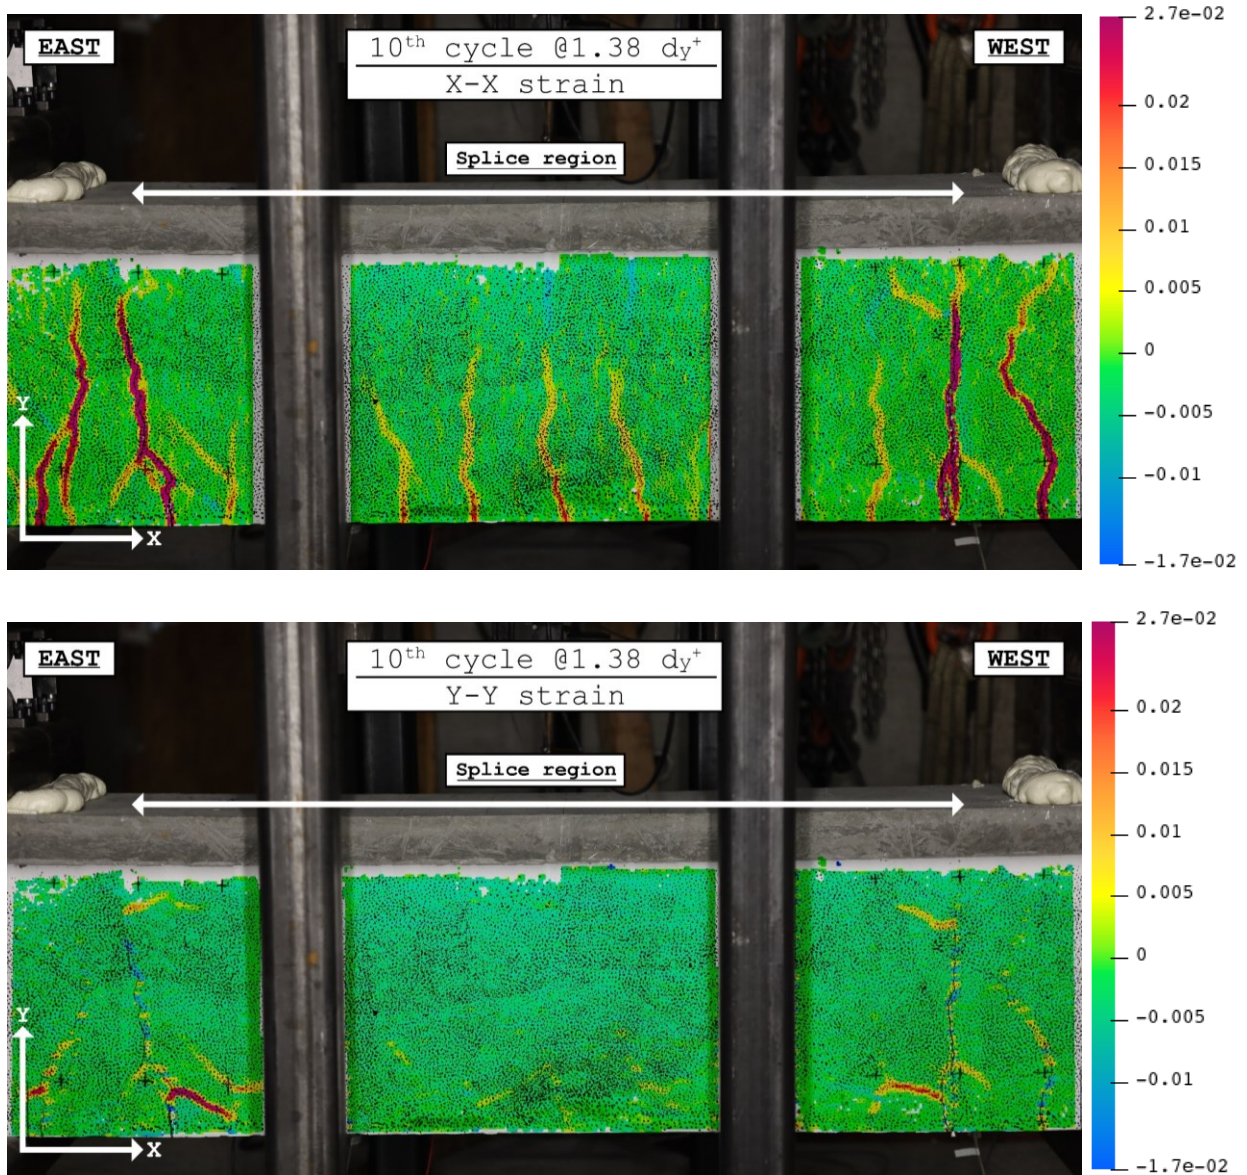 EAST
10th cycle @1.38 dy+
X-X strain
WEST
Splice region
Y
X
2.7e-02
0.02
0.015
0.01
0.005
0
-0.005
-0.01
-1.7e-02
EAST
10th cycle @1.38 dy+
Y-Y strain
WEST
Splice region
Y
X
2.7e-02
0.02
0.015
0.01
0.005
0
-0.005
-0.01
-1.7e-02